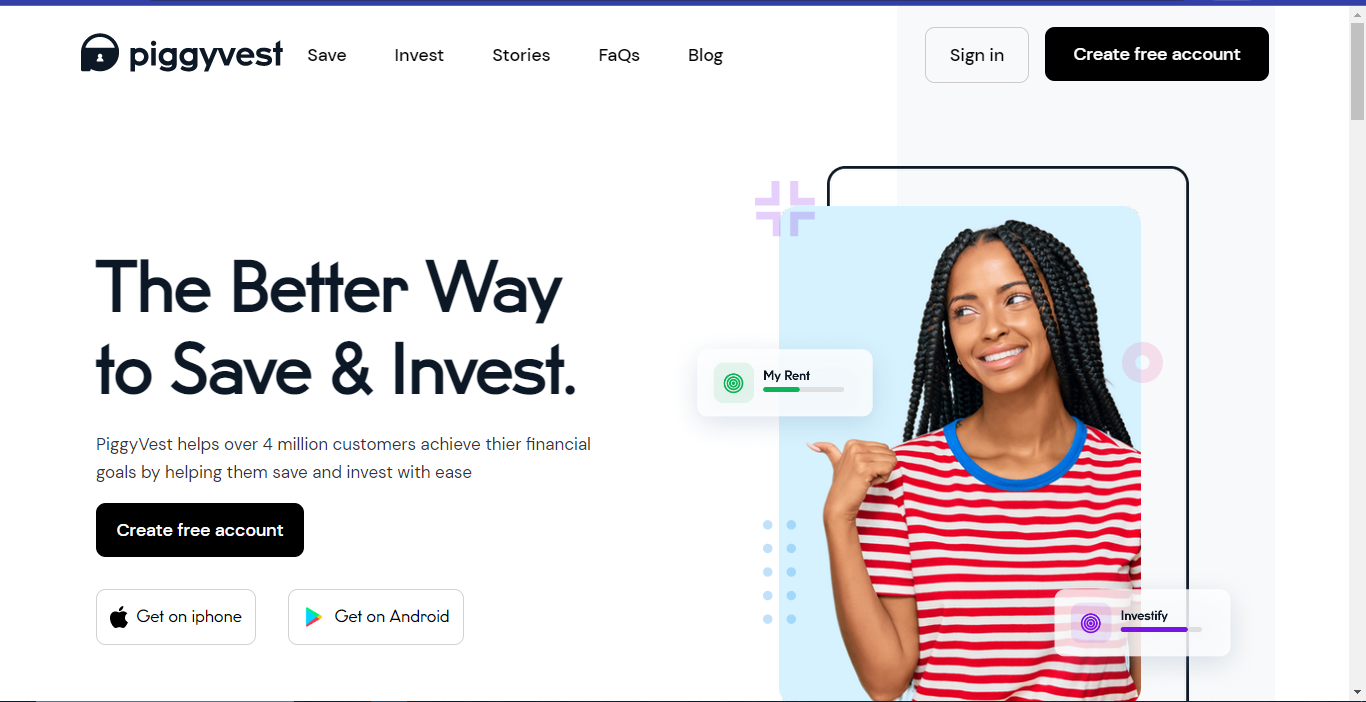 piggyvest Save Invest Stories FaQs Blog Sign in Create free account
The Better Way
to Save & Invest.
PiggyVest helps over 4 million customers achieve thier financial
goals by helping them save and invest with ease
Create free account
Get on iphone Get on Android
My Rent
Investify